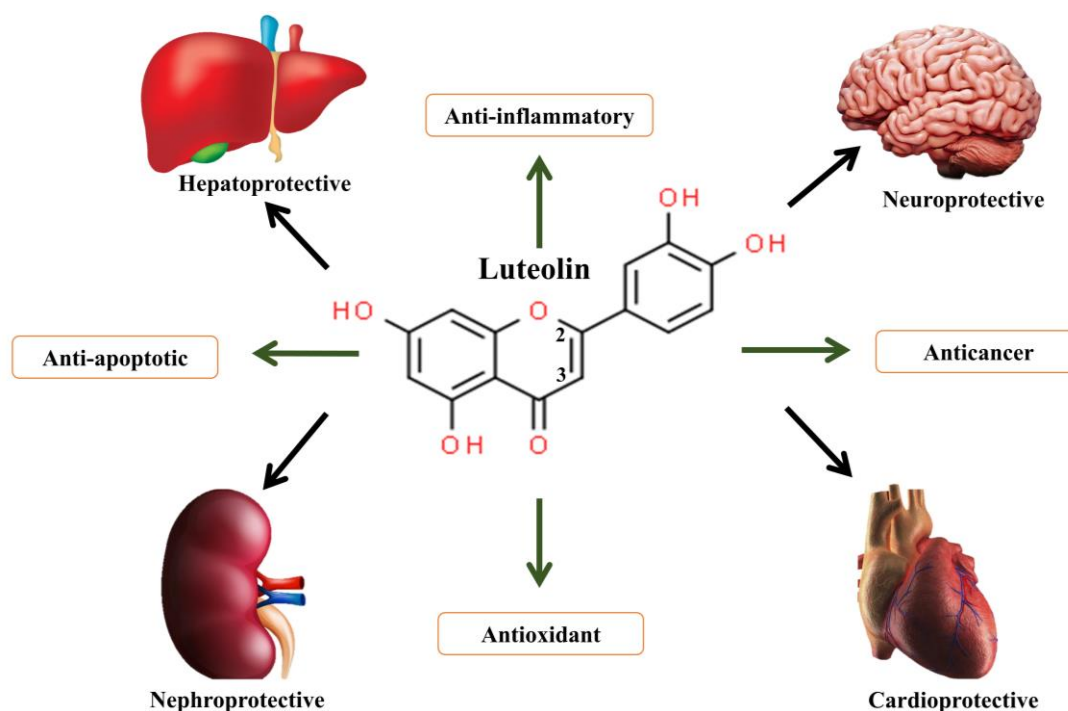 Anti-inflammatory
Hepatoprotective
Neuroprotective
OH
OH
Luteolin
HO
O
2
3
Anti-apoptotic
Anticancer
OH
O
Antioxidant
Nephroprotective
Cardioprotective